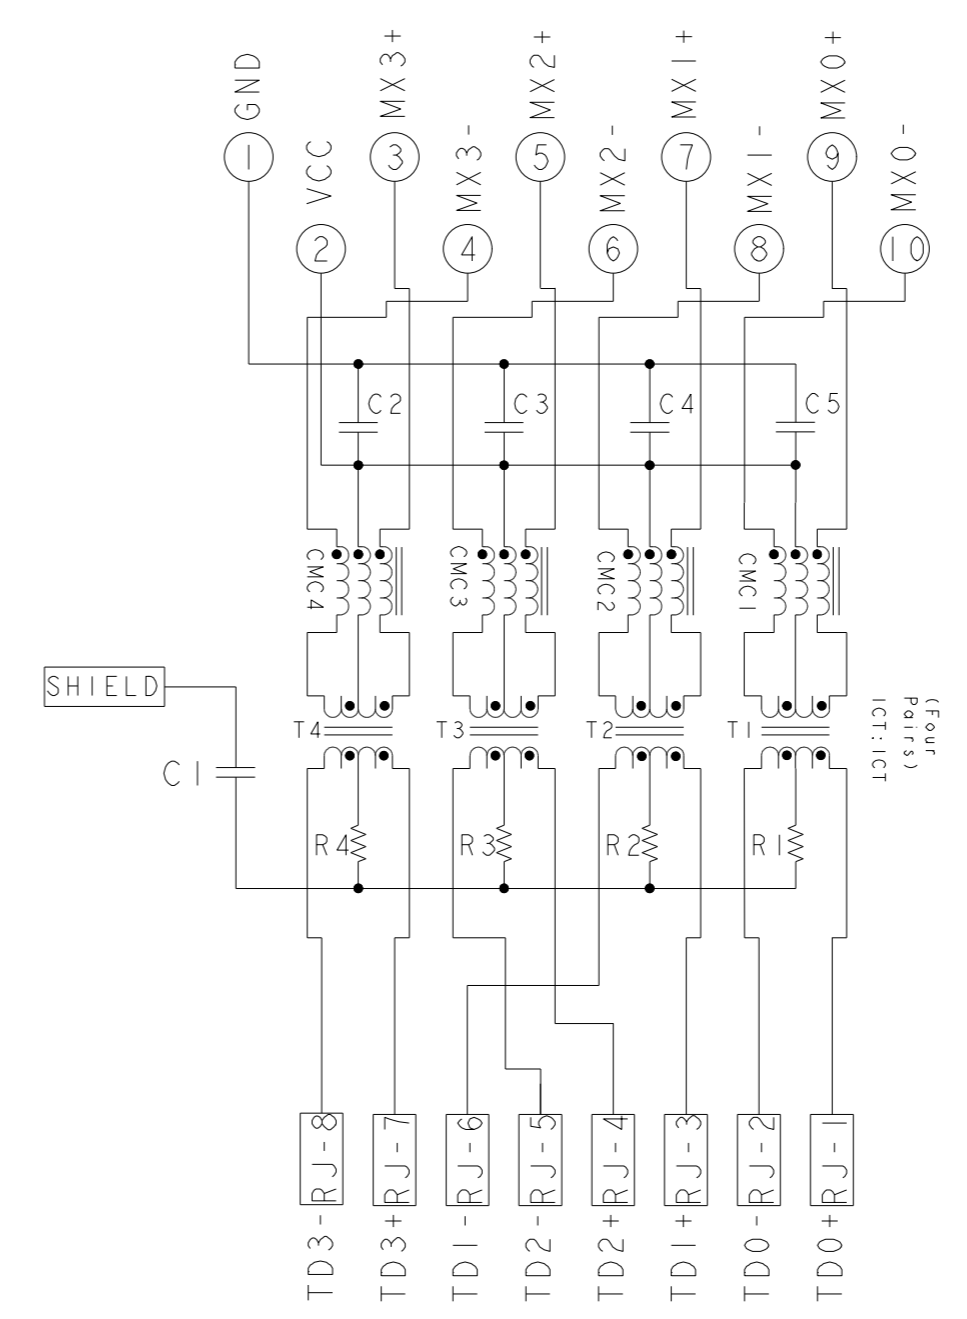 GND
VCC
MX3+
MX3-
MX2+
MX2-
MX1+
MX1-
MX0+
MX0-
1
3
5
7
9
2
4
6
8
10
C2
C3
C4
C5
CMC4
CMC3
CMC2
CMC1
SHIELD
T4
T3
T2
T1
(Four
Pairs)
1CT:1CT
C1
R4
R3
R2
R1
RJ-8
RJ-7
RJ-6
RJ-5
RJ-4
RJ-3
RJ-2
RJ-1
TD3-
TD3+
TD1-
TD2-
TD2+
TD1+
TD0-
TD0+